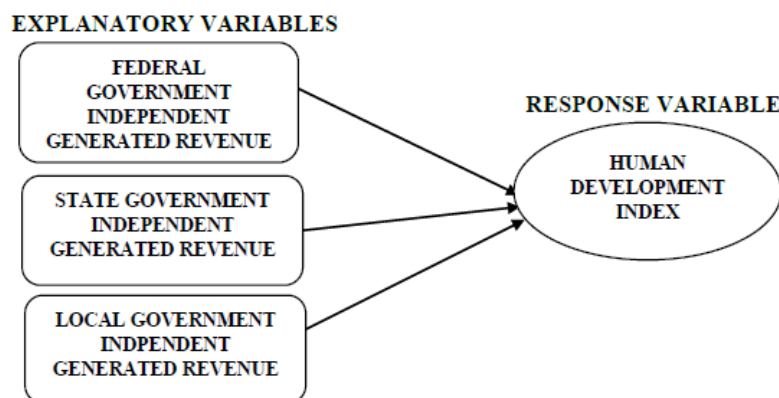 EXPLANATORY VARIABLES
FEDERAL
GOVERNMENT
INDEPENDENT
GENERATED REVENUE
STATE GOVERNMENT
INDEPENDENT
GENERATED REVENUE
LOCAL GOVERNMENT
INDPENDENT
GENERATED REVENUE
RESPONSE VARIABLE
HUMAN
DEVELOPMENT
INDEX